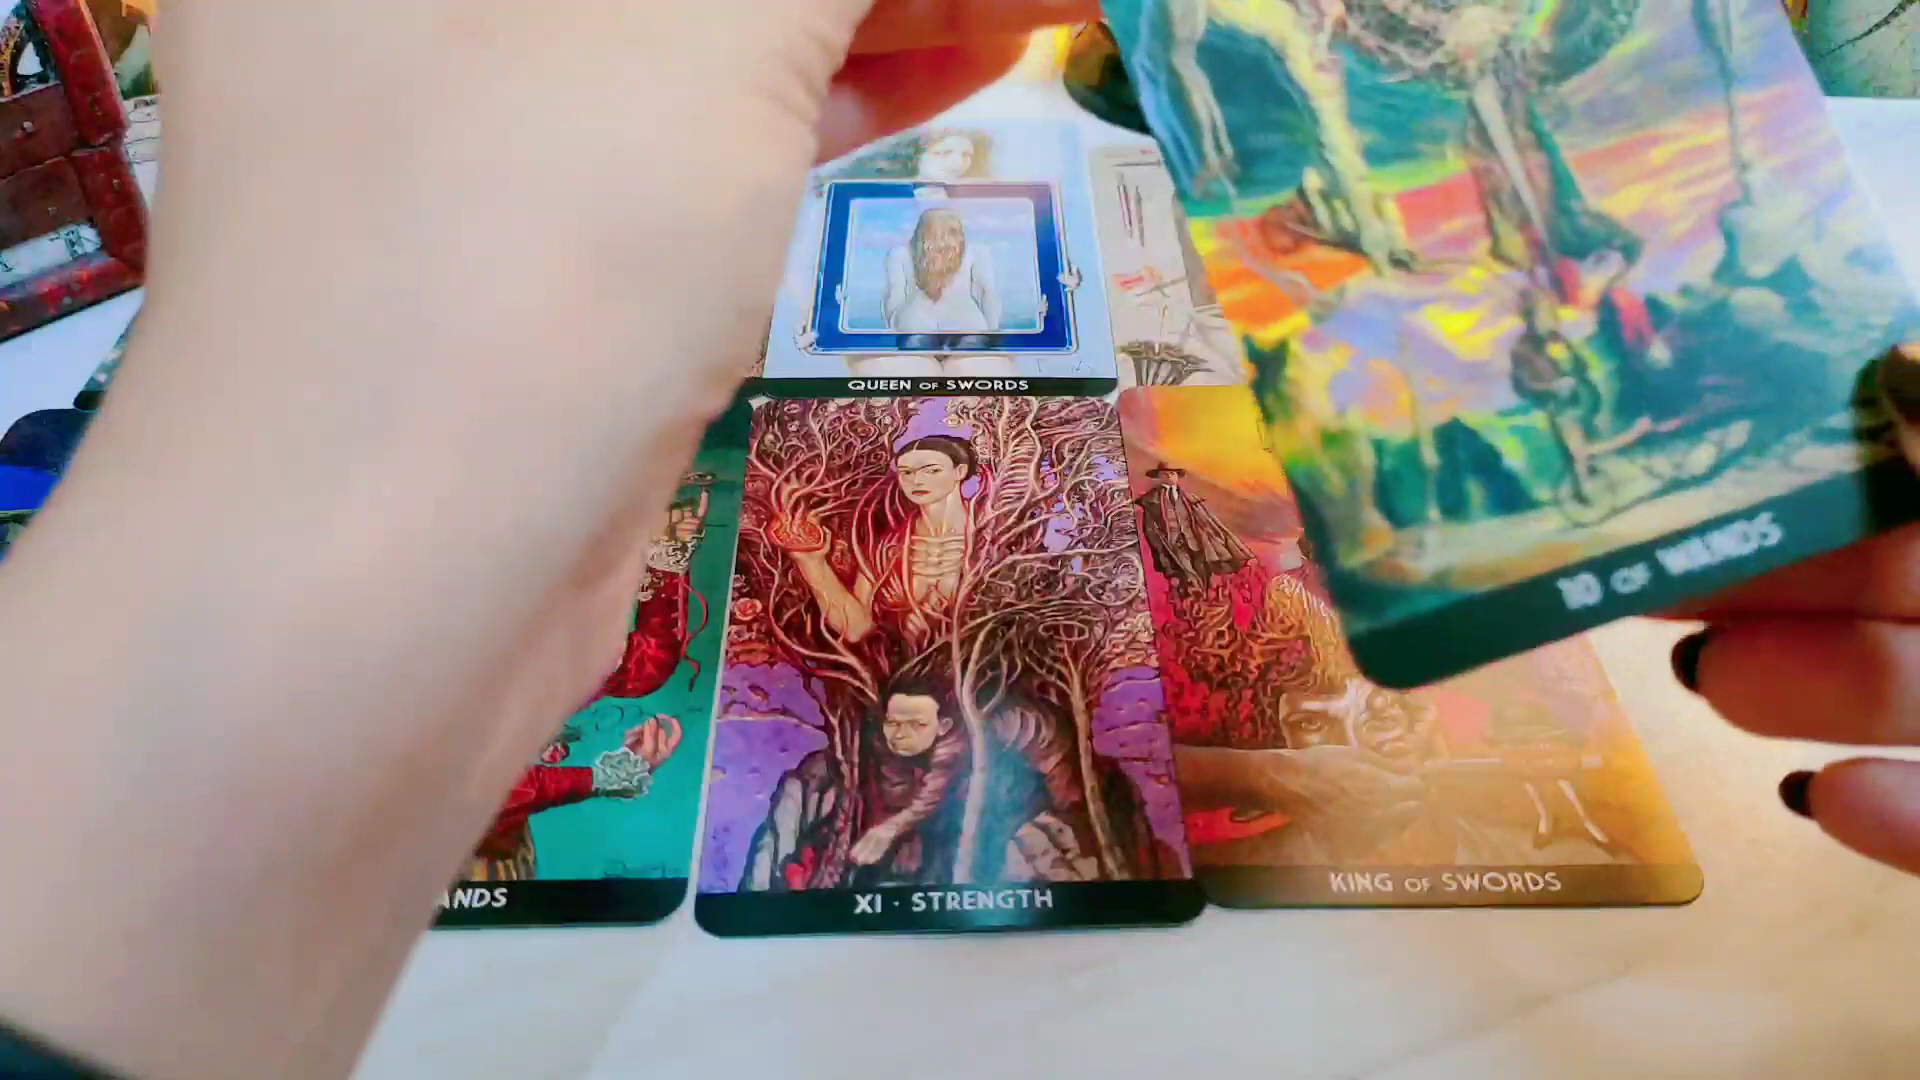 QUEEN OF SWORDS
10 OF WANDS
ANDS
XI · STRENGTH
KING OF SWORDS